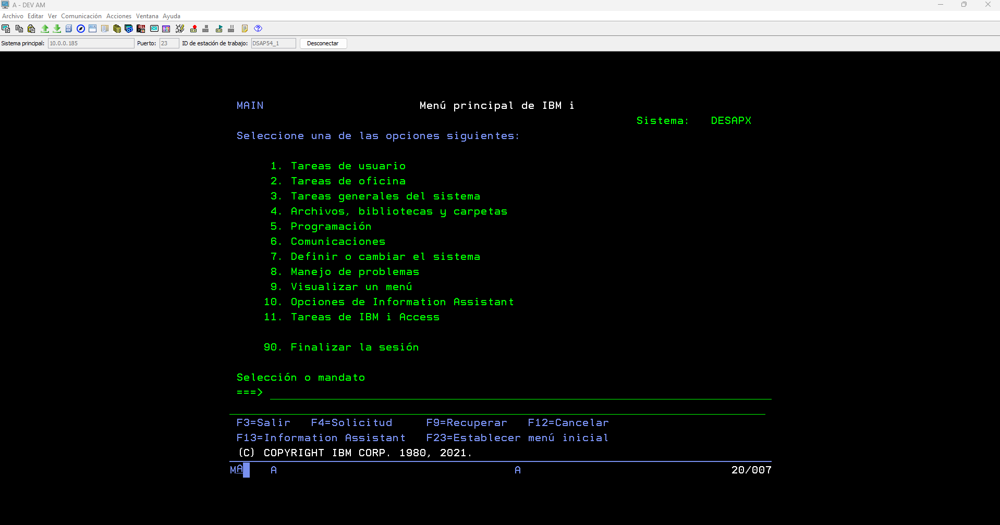 A - DEV AM
Archivo Editar Ver Comunicación Acciones Ventana Ayuda
Sistema principal: 10.0.0.185 Puerto: 23 ID de estación de trabajo: DSAP54_1 Desconectar
MAIN Menú principal de IBM i
Sistema: DESAPX
Seleccione una de las opciones siguientes:
1. Tareas de usuario
2. Tareas de oficina
3. Tareas generales del sistema
4. Archivos, bibliotecas y carpetas
5. Programación
6. Comunicaciones
7. Definir o cambiar el sistema
8. Manejo de problemas
9. Visualizar un menú
10. Opciones de Information Assistant
11. Tareas de IBM i Access
90. Finalizar la sesión
Selección o mandato
===>
F3=Salir F4=Solicitud F9=Recuperar F12=Cancelar
F13=Information Assistant F23=Establecer menú inicial
(C) COPYRIGHT IBM CORP. 1980, 2021.
MA A A 20/007